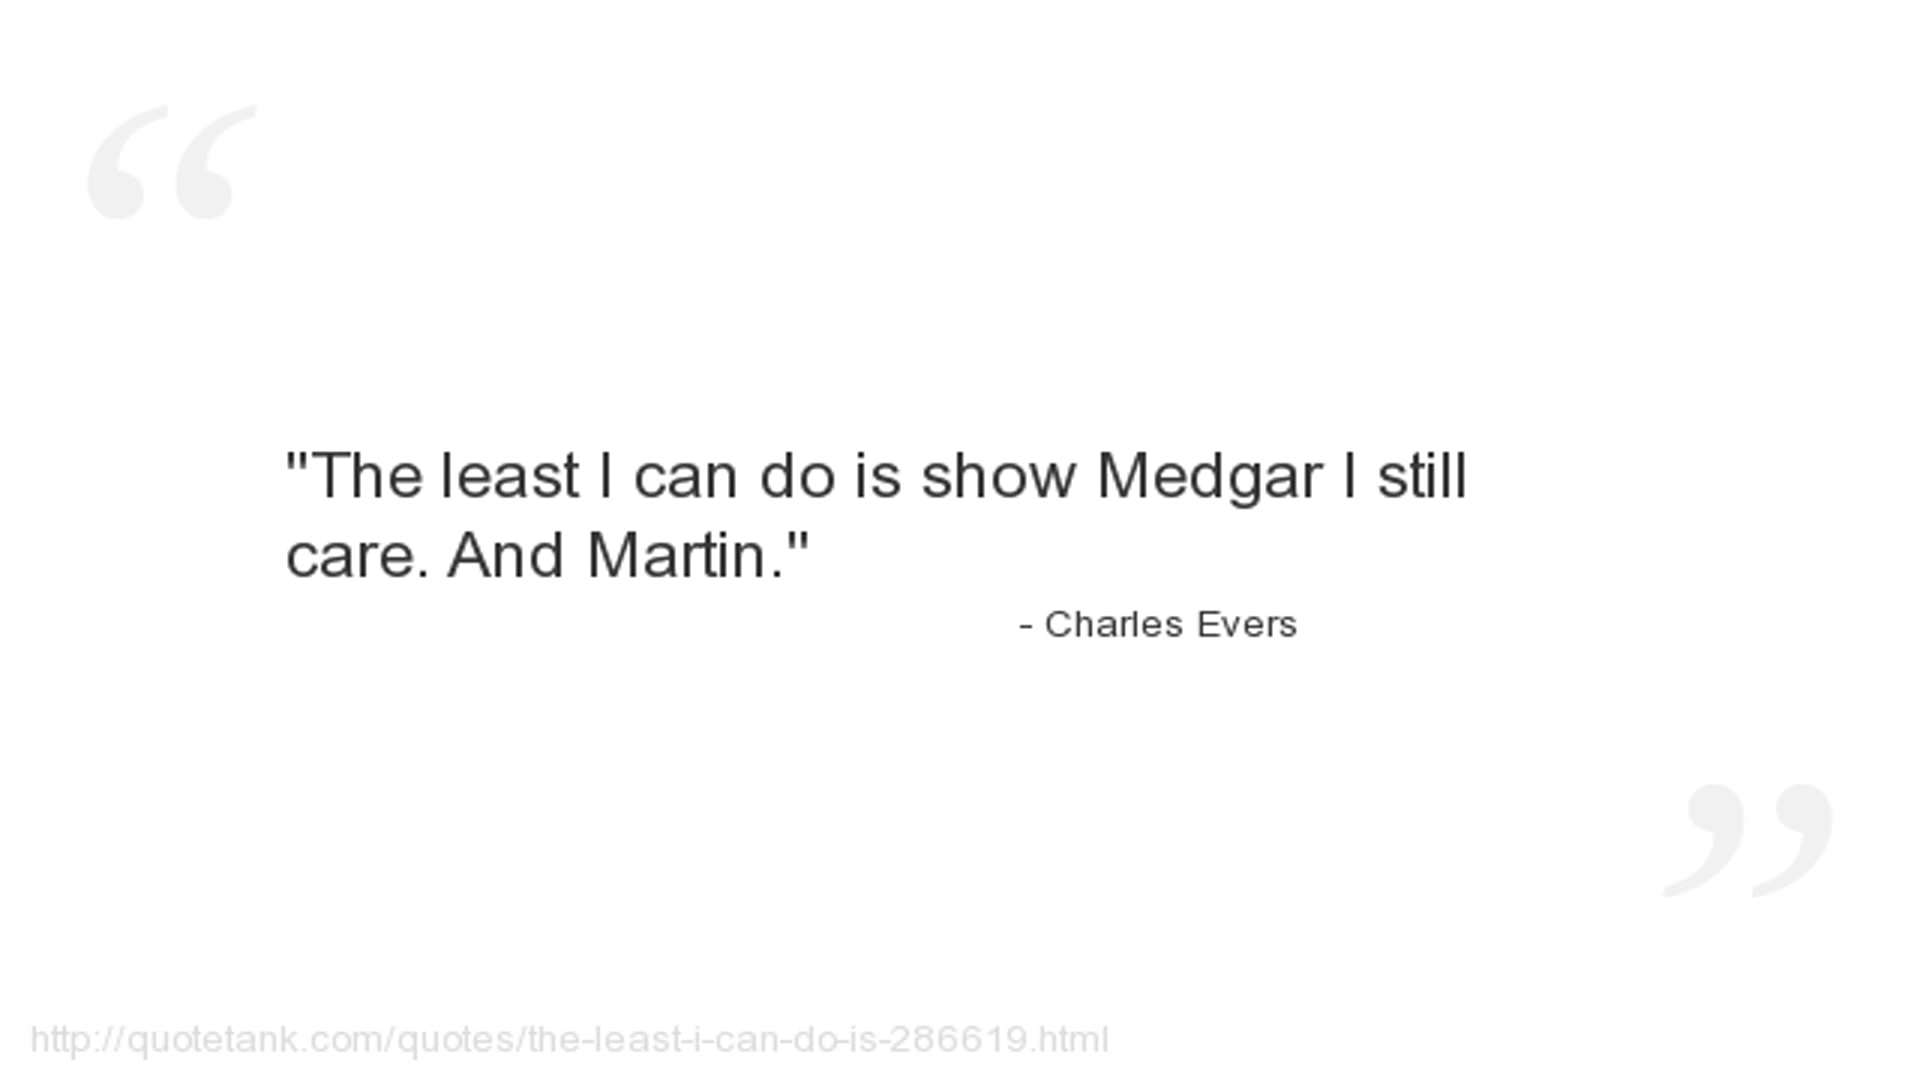 "The least I can do is show Medgar I still
care. And Martin."
- Charles Evers
http://quotetank.com/quotes/the-least-i-can-do-is-286619.html